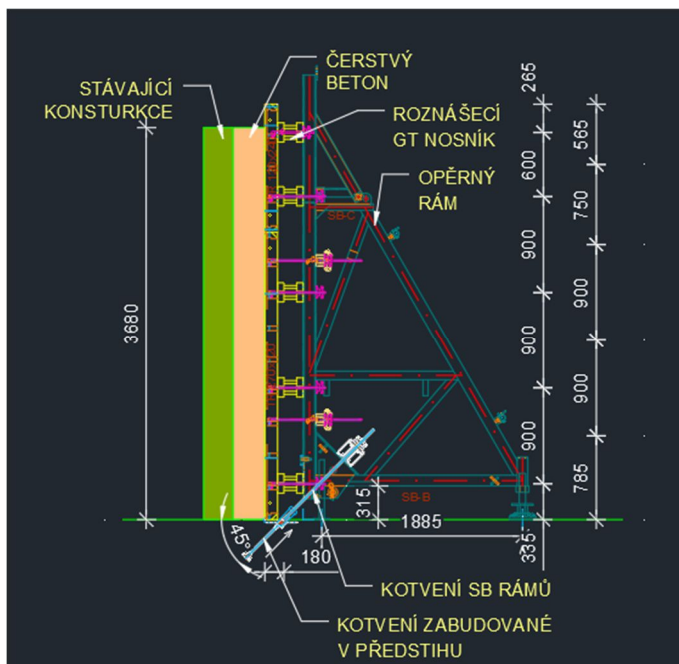 ČERSTVÝ
BETON
STÁVAJÍCÍ
KONSTURKCE
ROZNÁŠECÍ
GT NOSNÍK
OPĚRNÝ
RÁM
SB-C
265
600
900
900
900
335
565
750
900
900
785
3680
315
SB-B
1885
180
45°
KOTVENÍ SB RÁMŮ
KOTVENÍ ZABUDOVANÉ
V PŘEDSTIHU